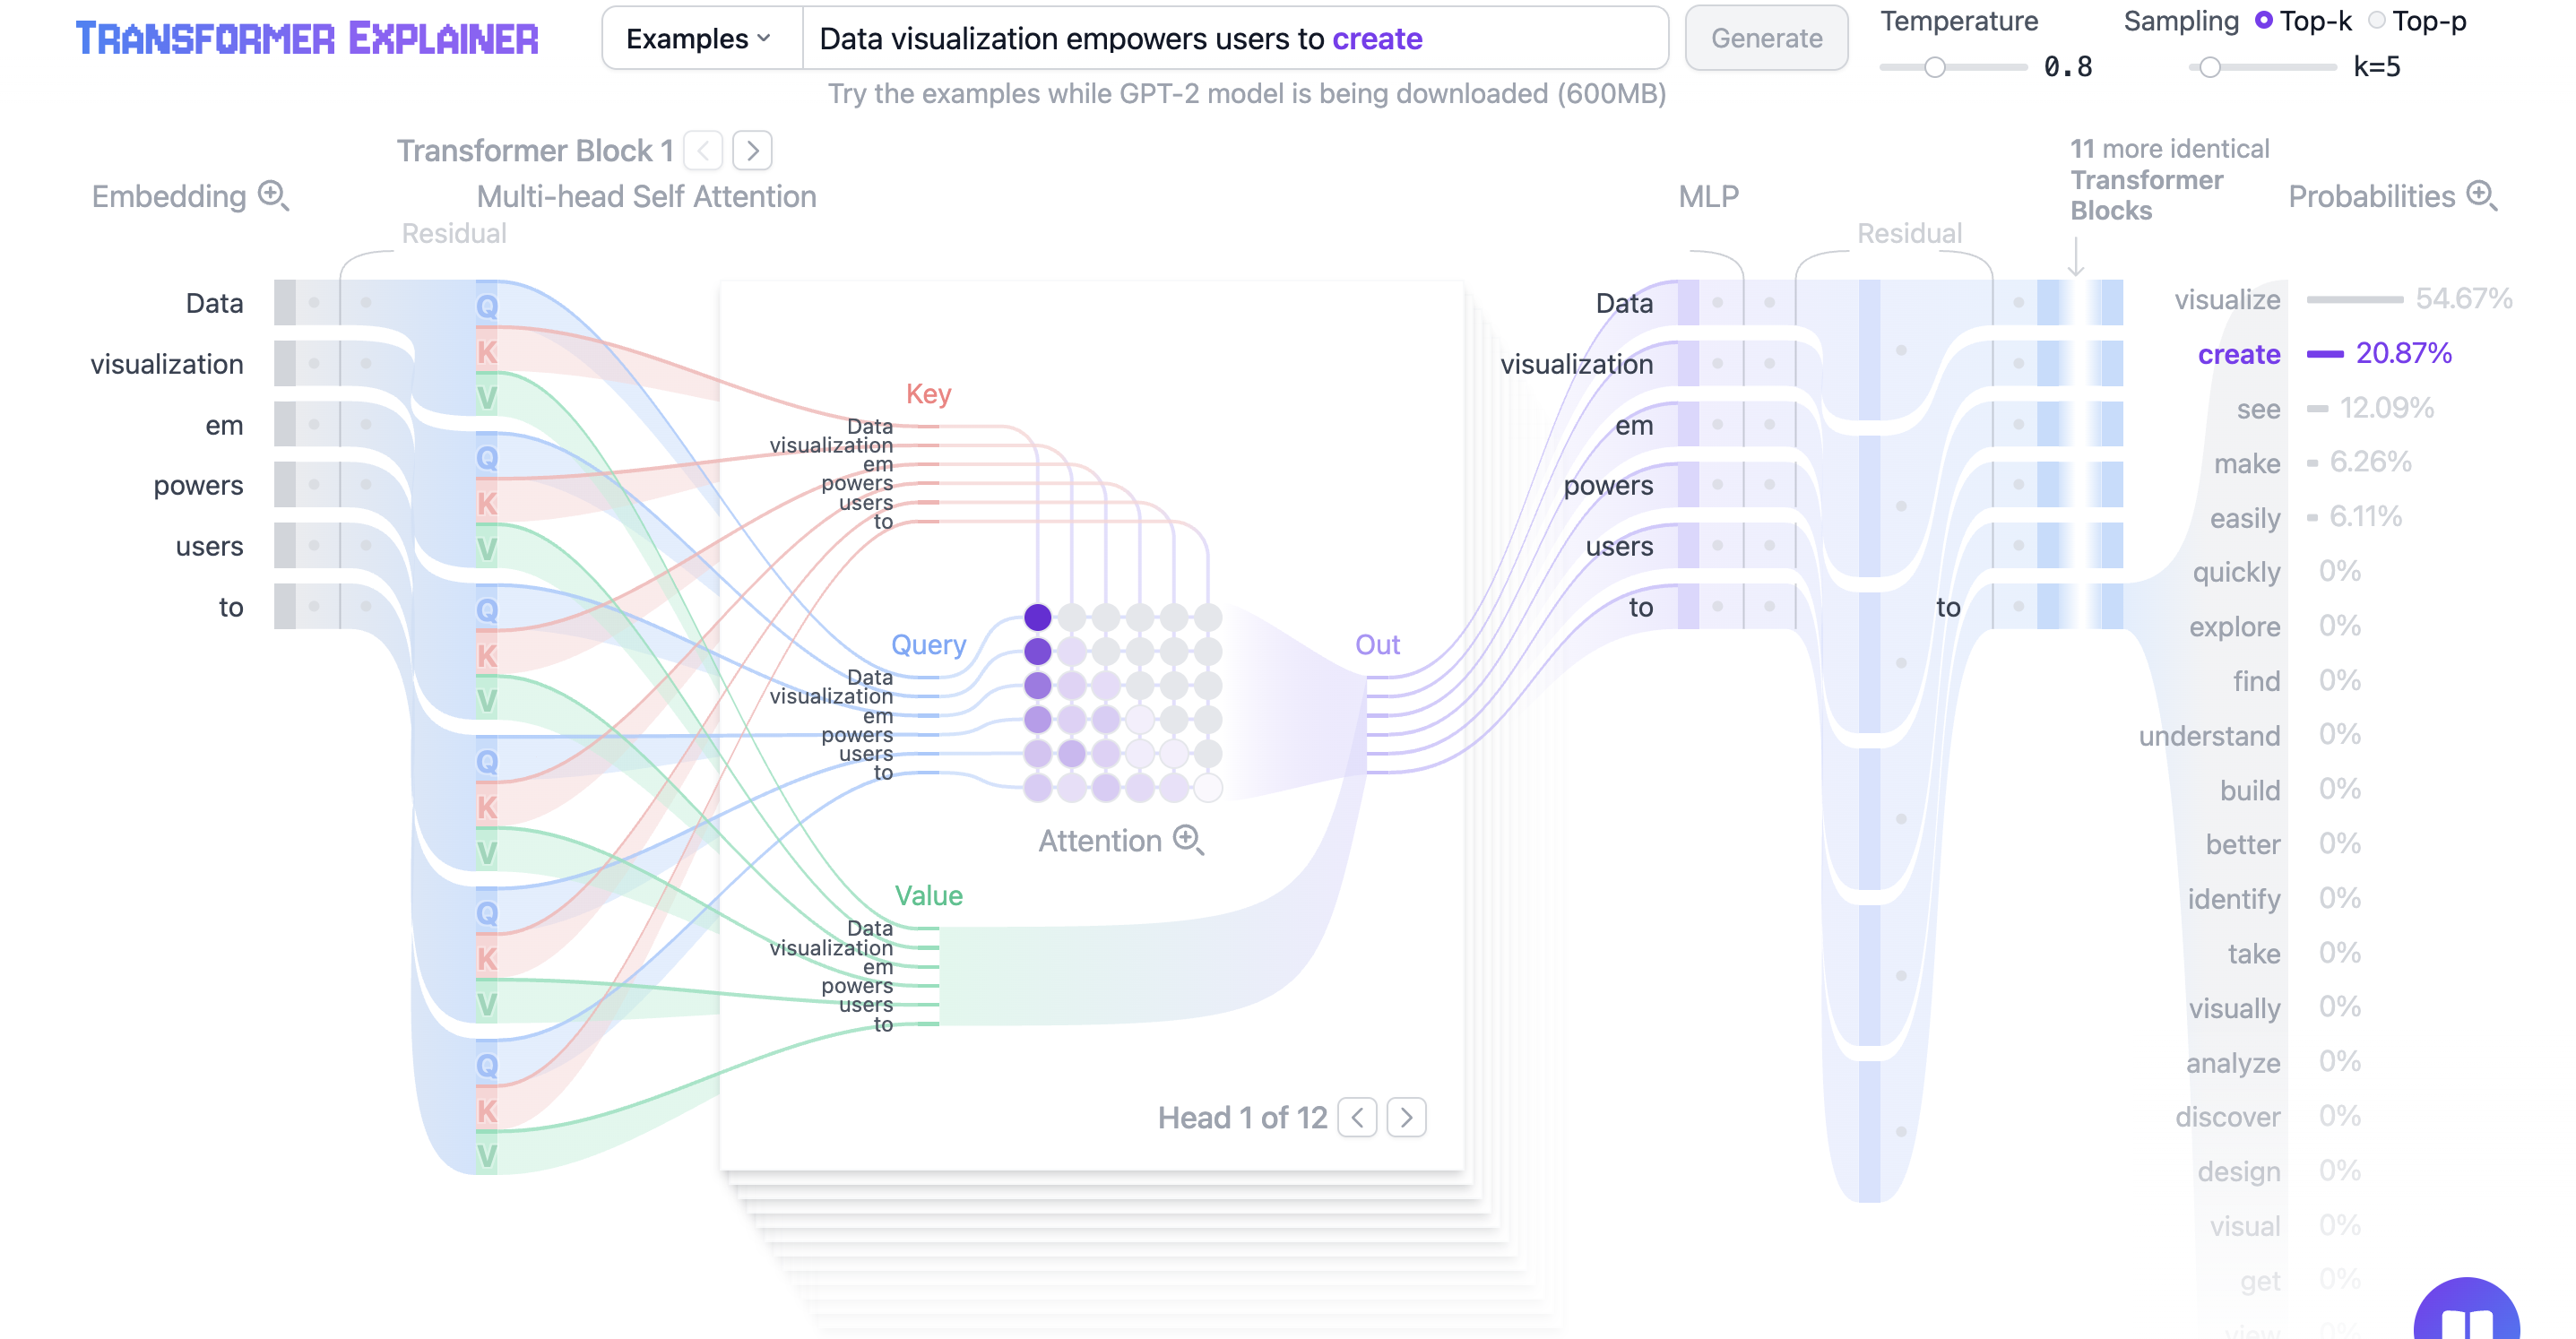 TRANSFORMER EXPLAINER
Examples
Data visualization empowers users to create
Generate
Temperature
0.8
Sampling Top-k Top-p
k=5
Try the examples while GPT-2 model is being downloaded (600MB)
Transformer Block 1
Embedding
Multi-head Self Attention
Residual
MLP
Residual
11 more identical
Transformer
Blocks
Probabilities
Data
visualization
em
powers
users
to
Q
K
V
Q
K
V
Q
K
V
Q
K
V
Q
K
V
Q
K
V
Key
Data
visualization
em
powers
users
to
Query
Data
visualization
em
powers
users
to
Attention
Value
Data
visualization
em
powers
users
to
Out
Head 1 of 12
Data
visualization
em
powers
users
to
to
visualize 54.67%
create 20.87%
see 12.09%
make 6.26%
easily 6.11%
quickly 0%
explore 0%
find 0%
understand 0%
build 0%
better 0%
identify 0%
take 0%
visually 0%
analyze 0%
discover 0%
design 0%
visual 0%
get 0%
view 0%